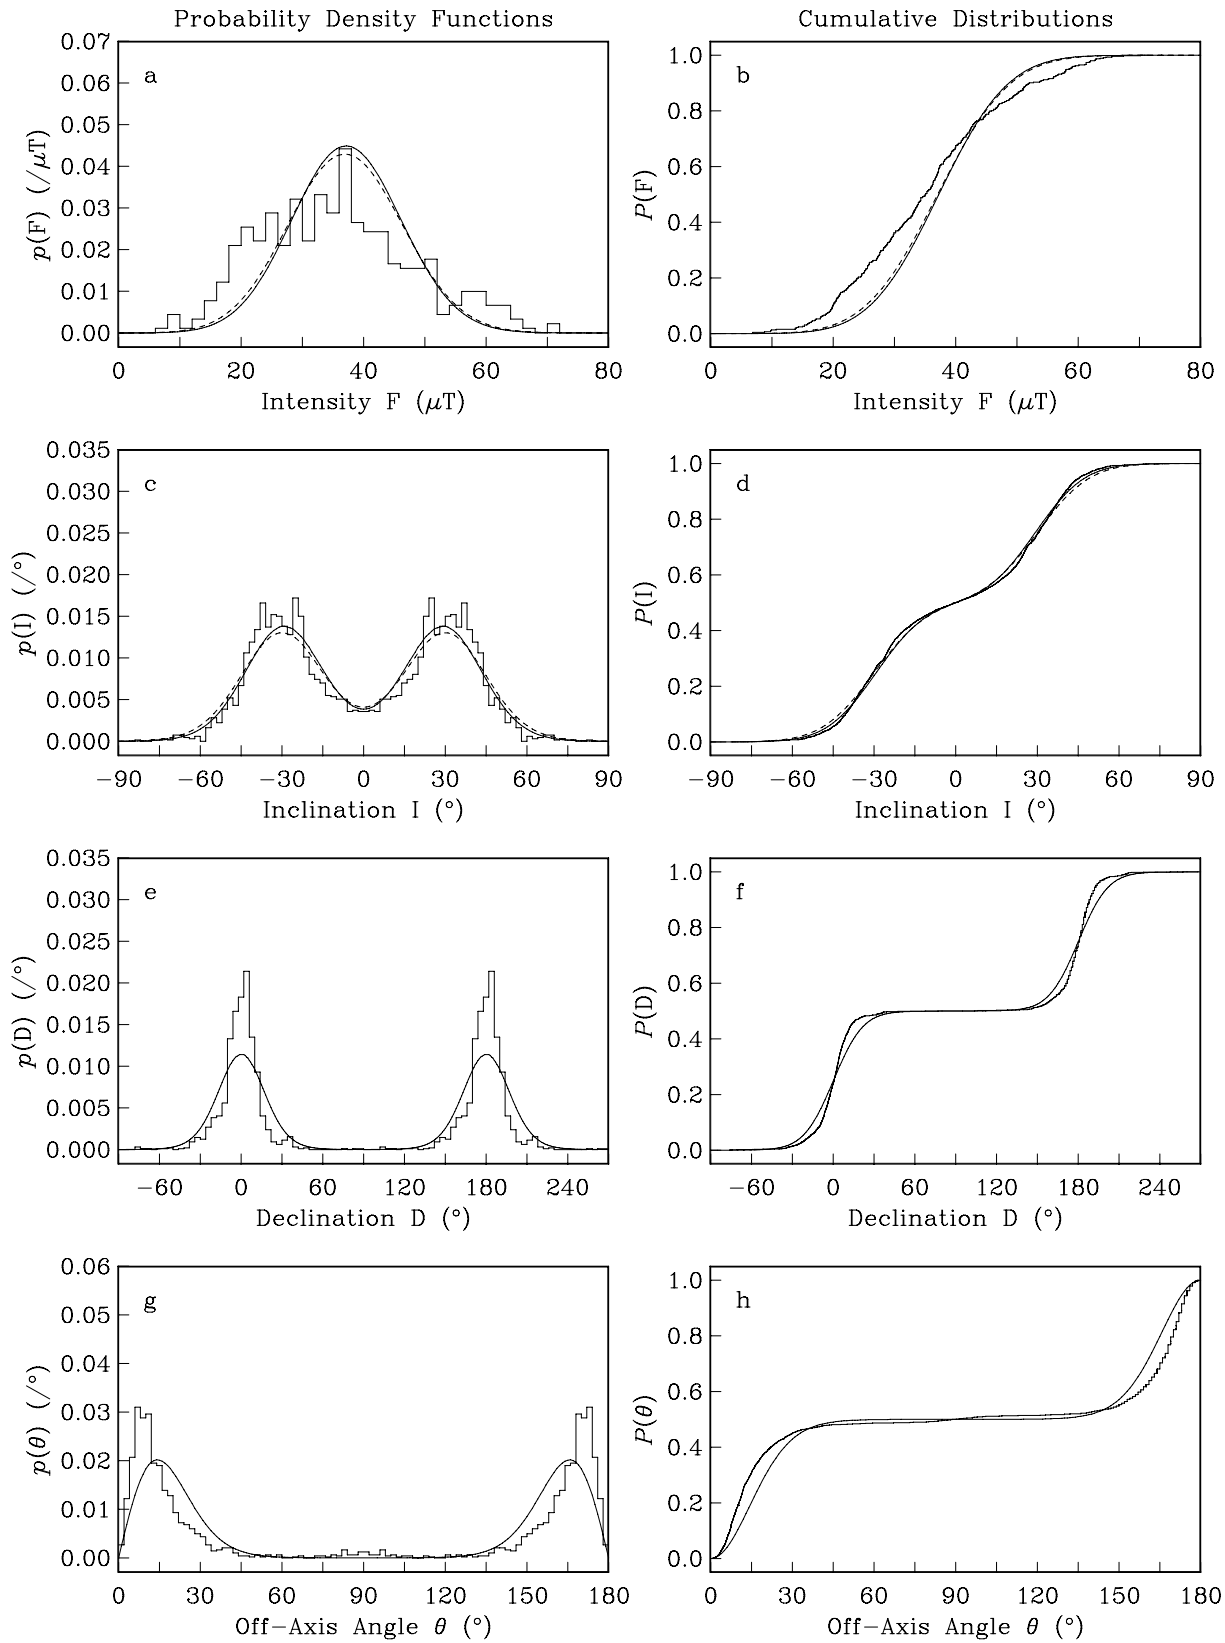 Probability Density Functions
Cumulative Distributions
0.07
0.06
0.05
0.04
0.03
0.02
0.01
0.00
p(F) (/μT)
a
0 20 40 60 80
Intensity F (μT)
1.0
0.8
0.6
0.4
0.2
0.0
P(F)
b
0 20 40 60 80
Intensity F (μT)
0.035
0.030
0.025
0.020
0.015
0.010
0.005
0.000
p(I) (/°)
c
−90 −60 −30 0 30 60 90
Inclination I (°)
1.0
0.8
0.6
0.4
0.2
0.0
P(I)
d
−90 −60 −30 0 30 60 90
Inclination I (°)
0.035
0.030
0.025
0.020
0.015
0.010
0.005
0.000
p(D) (/°)
e
−60 0 60 120 180 240
Declination D (°)
1.0
0.8
0.6
0.4
0.2
0.0
P(D)
f
−60 0 60 120 180 240
Declination D (°)
0.06
0.05
0.04
0.03
0.02
0.01
0.00
p(θ) (/°)
g
0 30 60 90 120 150 180
Off−Axis Angle θ (°)
1.0
0.8
0.6
0.4
0.2
0.0
P(θ)
h
0 30 60 90 120 150 180
Off−Axis Angle θ (°)